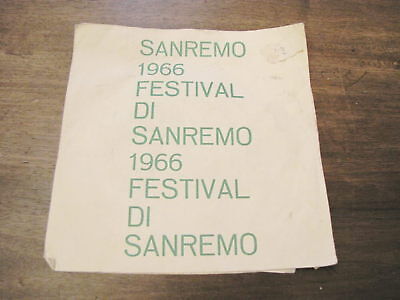 SANREMO
1966
FESTIVAL
DI
SANREMO
1966
FESTIVAL
DI
SANREMO